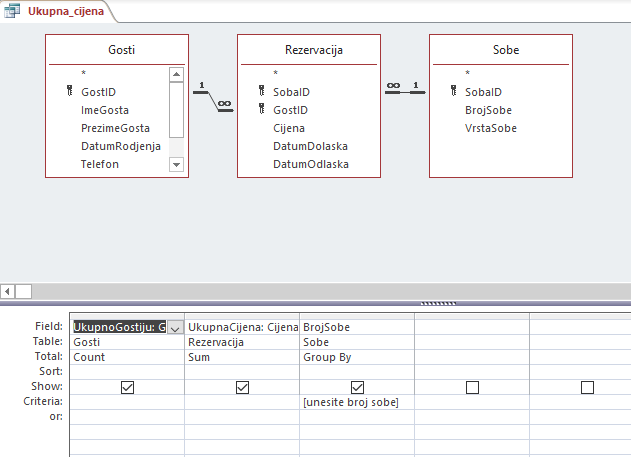 Ukupna_cijena
Gosti
*
GostID
ImeGosta
PrezimeGosta
DatumRodjenja
Telefon
1
∞
Rezervacija
*
SobaID
GostID
Cijena
DatumDolaska
DatumOdlaska
∞
1
Sobe
*
SobaID
BrojSobe
VrstaSobe
Field: UkupnoGostiju: G UkupnaCijena: Cijena BrojSobe
Table: Gosti Rezervacija Sobe
Total: Count Sum Group By
Sort:
Show:
Criteria: [unesite broj sobe]
or: